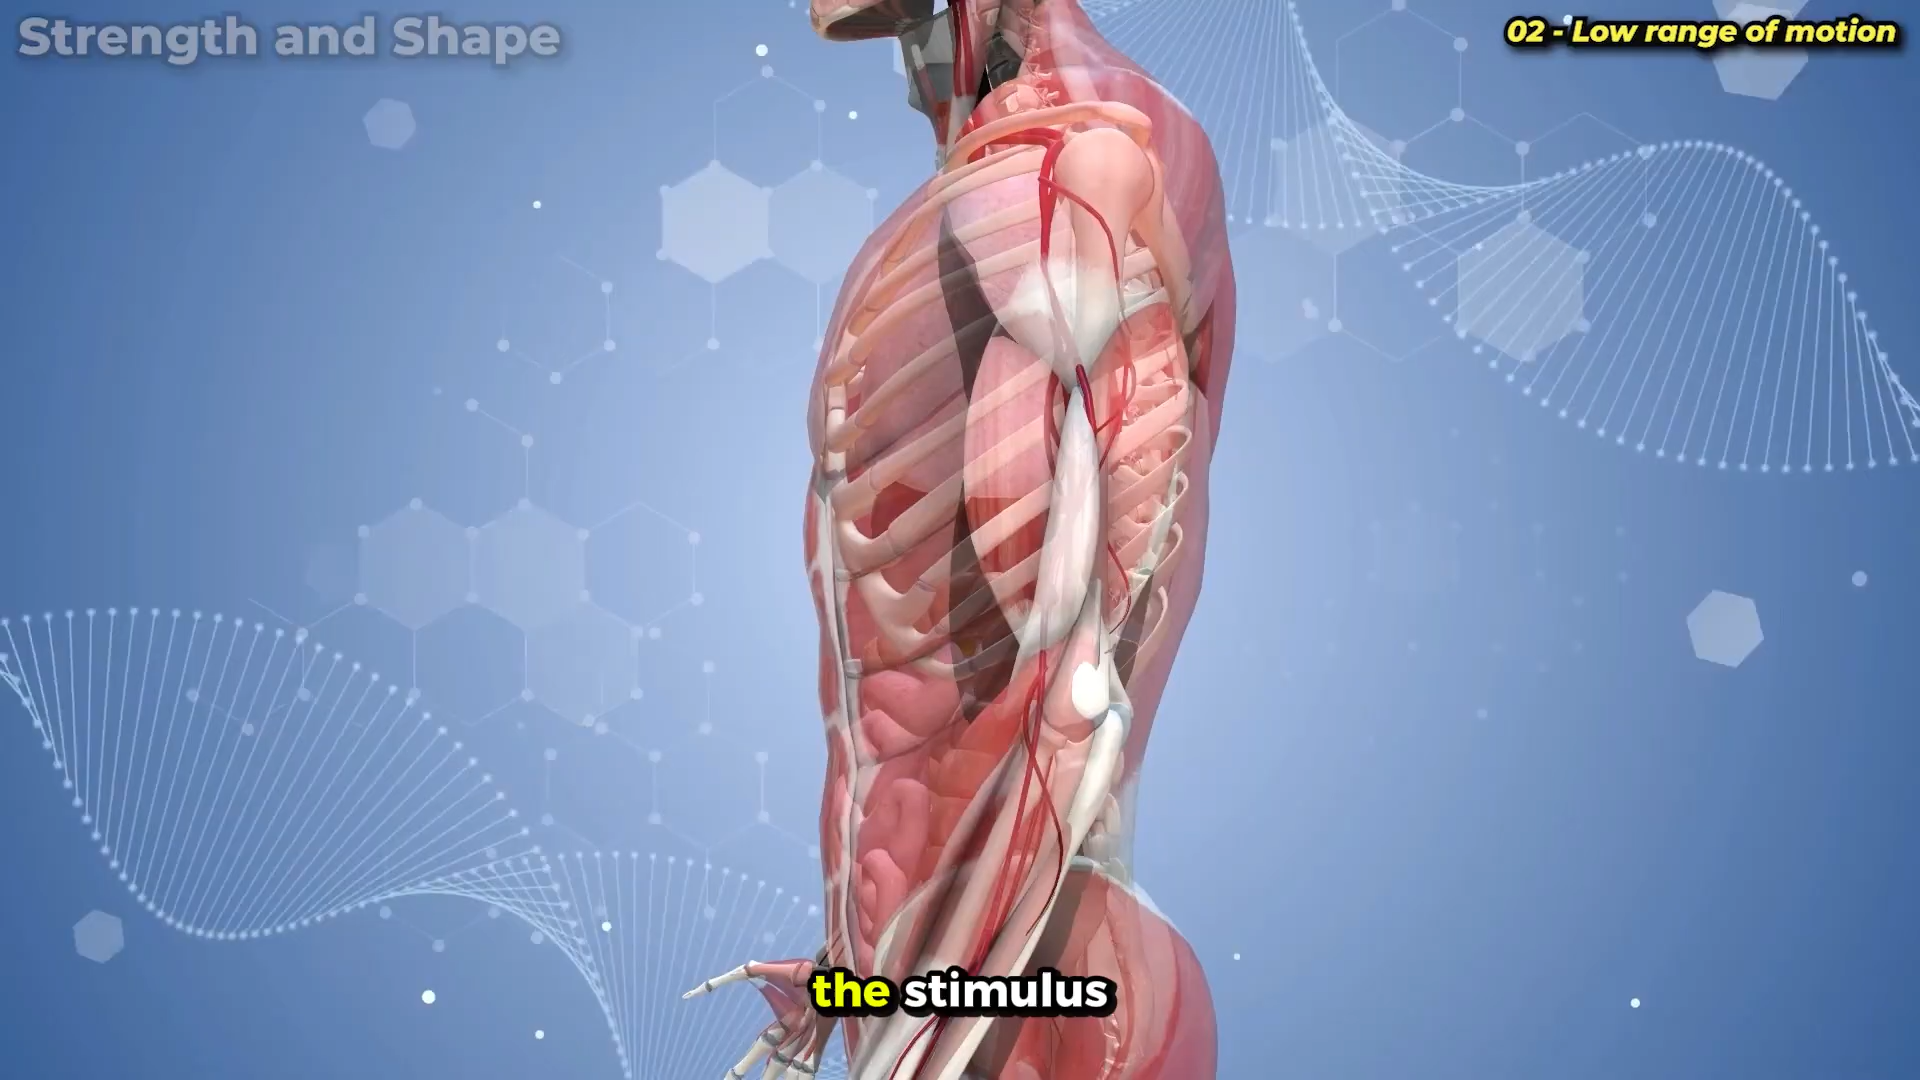 Strength and Shape
02 - Low range of motion
the stimulus